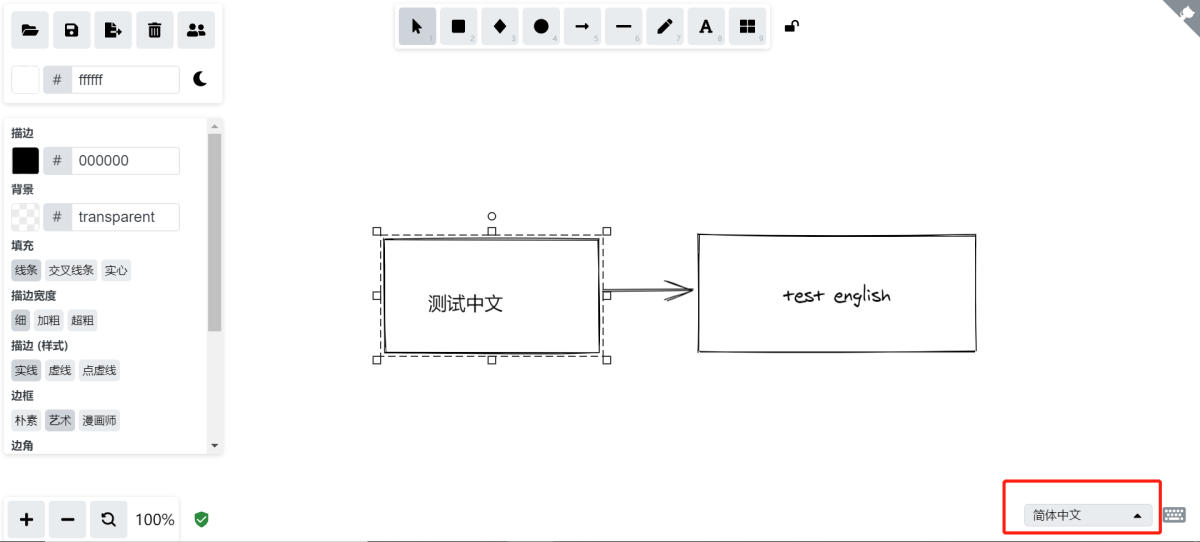 1 2 3 4 5 6 7 A 8 9
# ffffff
描边
# 000000
背景
# transparent
填充
线条 交叉线条 实心
描边宽度
细 加粗 超粗
描边 (样式)
实线 虚线 点虚线
边框
朴素 艺术 漫画师
边角
测试中文
test english
100%
简体中文